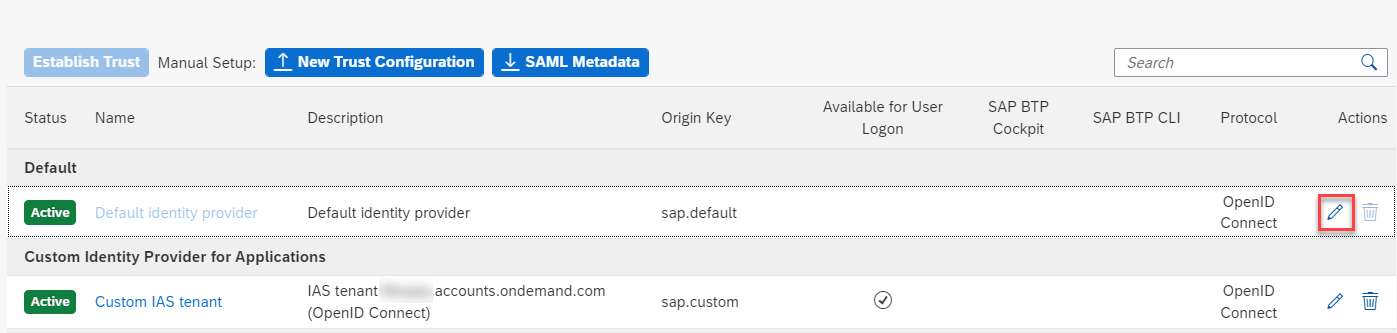 Establish Trust Manual Setup: New Trust Configuration SAML Metadata Search
Status Name Description Origin Key Available for User Logon SAP BTP Cockpit SAP BTP CLI Protocol Actions
Default
Active Default identity provider Default identity provider sap.default OpenID Connect
Custom Identity Provider for Applications
Active Custom IAS tenant IAS tenant .accounts.ondemand.com (OpenID Connect) sap.custom OpenID Connect